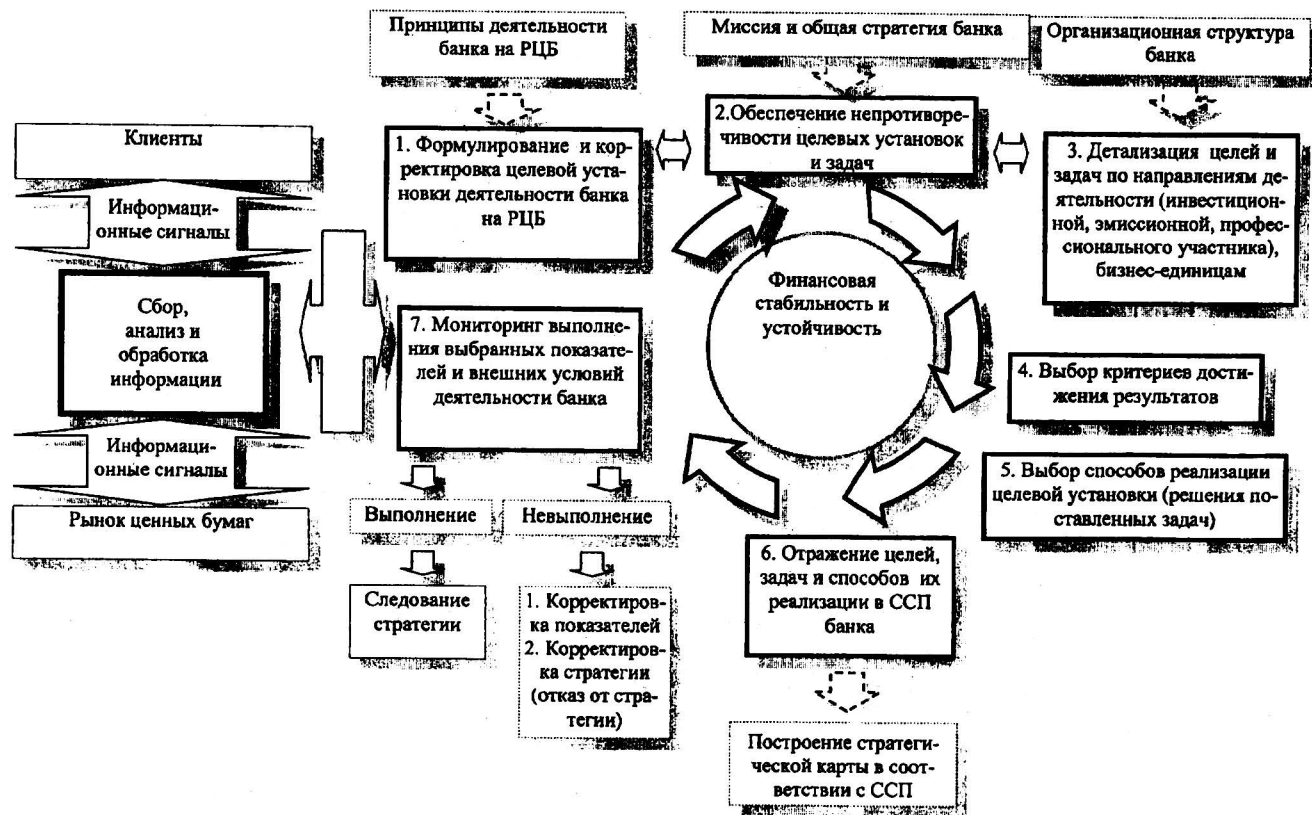 Принципы деятельности
банка на РЦБ
Миссия и общая стратегия банка
Организационная структура
банка
Клиенты
Информаци-
онные сигналы
Сбор,
анализ и
обработка
информации
Информаци-
онные сигналы
Рынок ценных бумаг
1. Формулирование и кор-
ректировка целевой уста-
новки деятельности банка
на РЦБ
2.Обеспечение непротиворе-
чивости целевых установок
и задач
3. Детализация целей и
задач по направлениям де-
ятельности (инвестицион-
ной, эмиссионной, профес-
сионального участника),
бизнес-единицам
Финансовая
стабильность и
устойчивость
7. Мониторинг выполне-
ния выбранных показате-
лей и внешних условий
деятельности банка
4. Выбор критериев дости-
жения результатов
5. Выбор способов реализации
целевой установки (решения по-
ставленных задач)
Выполнение
Невыполнение
Следование
стратегии
1. Корректиров-
ка показателей
2. Корректиров-
ка стратегии
(отказ от стра-
тегии)
6. Отражение целей,
задач и способов их
реализации в ССП
банка
Построение стратеги-
ческой карты в соот-
ветствии с ССП